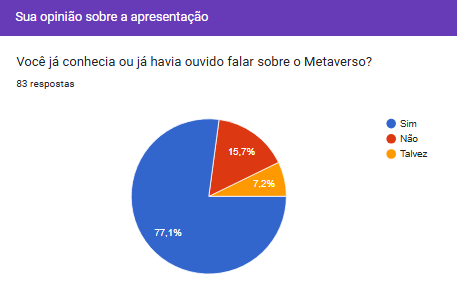 Sua opinião sobre a apresentação
Você já conhecia ou já havia ouvido falar sobre o Metaverso?
83 respostas
Sim
Não
Talvez
15,7%
7,2%
77,1%